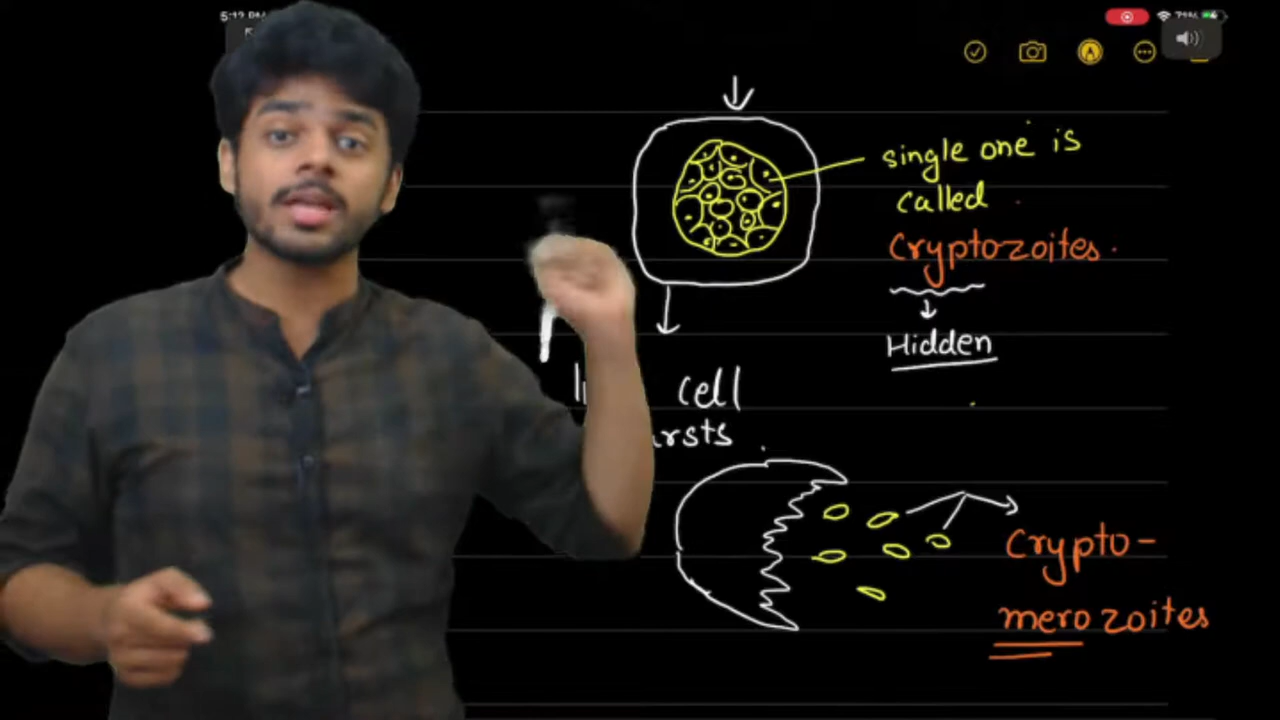 single one is
called
Cryptozoites.
Hidden
cell
Crypto-
merozoites